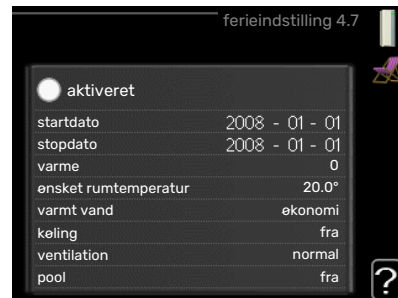 ferieindstilling 4.7
aktiveret
startdato 2008 - 01 - 01
stopdato 2008 - 01 - 01
varme 0
ønsket rumtemperatur 20.0°
varmt vand økonomi
køling fra
ventilation normal
pool fra
?